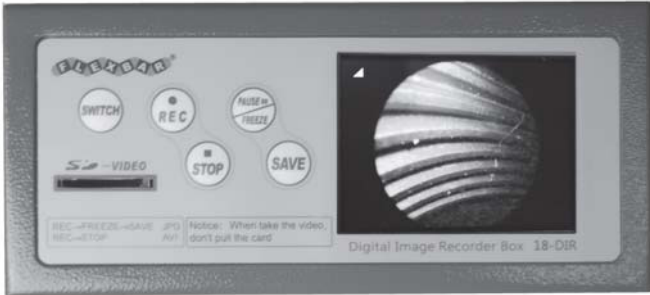 FLEXBAR®
SWITCH
REC
PAUSE
FREEZE
STOP
SAVE
SD-VIDEO
REC→FREEZE→SAVE JPG
REC→STOP AVI
Notice: When take the video,
don't pull the card
Digital Image Recorder Box 18-DIR